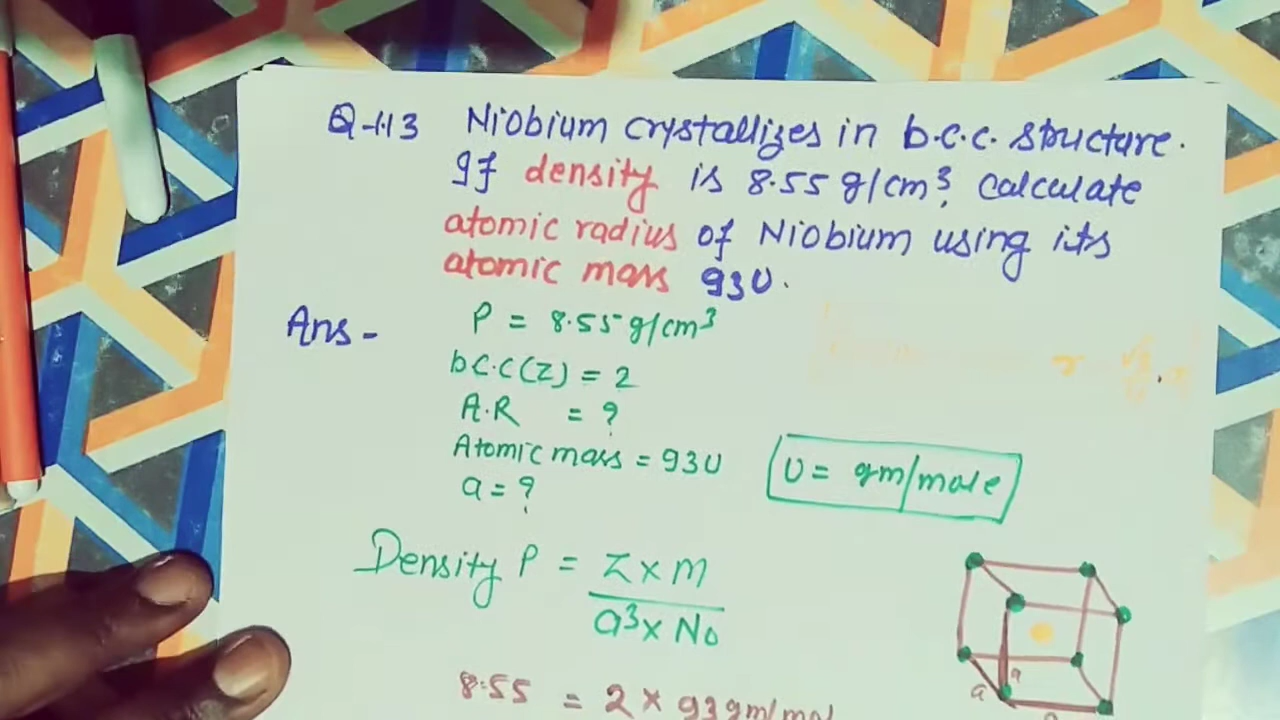 Q-113 Niobium crystallizes in b.c.c. structure.
If density is 8.55 g/cm³, calculate
atomic radius of Niobium using its
atomic mass 93U.
Ans - P = 8.55 g/cm³
b.c.c (Z) = 2
A.R = ?
Atomic mass = 93U
U = gm/mole
a = ?
Density P = Z x M
a³ x No
8.55 = 2 x 93 gm/mol
a
a
a